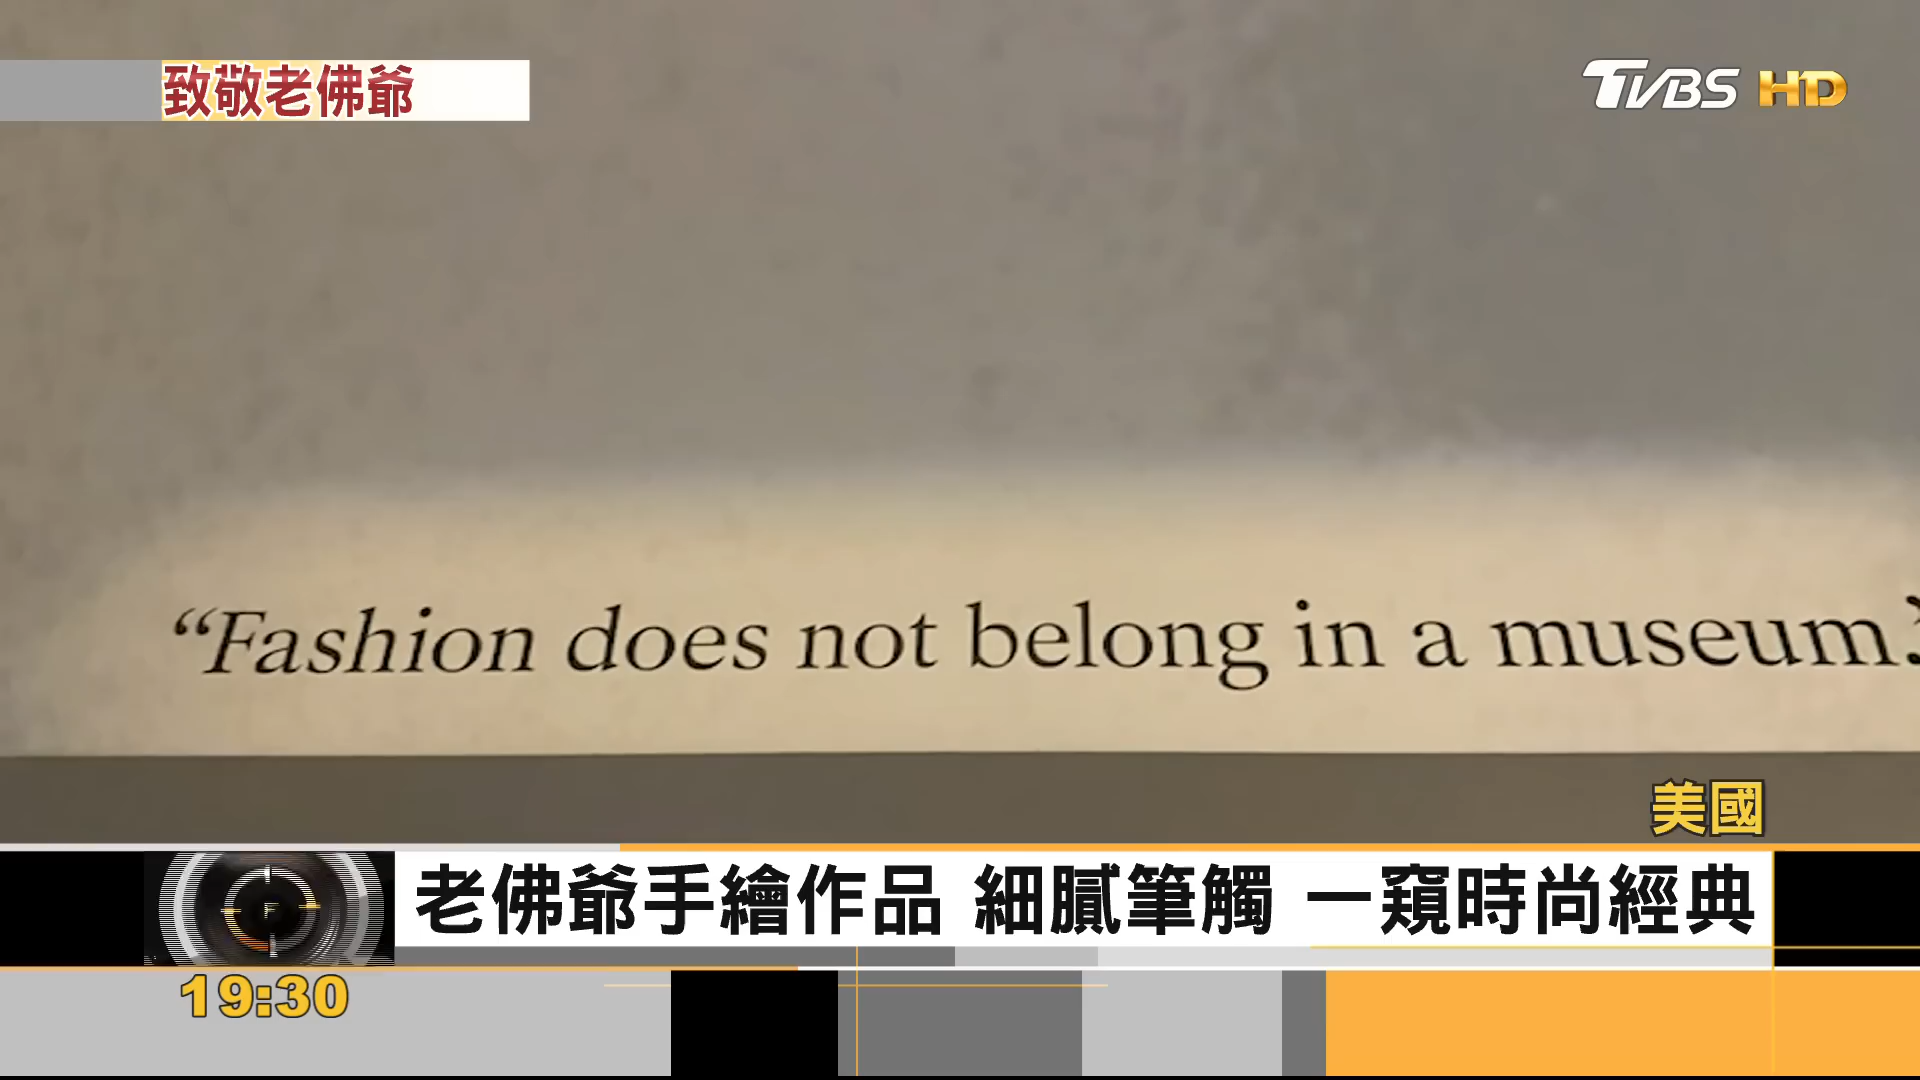 致敬老佛爺
TVBS HD
“Fashion does not belong in a museum.”
美國
老佛爺手繪作品 細膩筆觸 一窺時尚經典
19:30